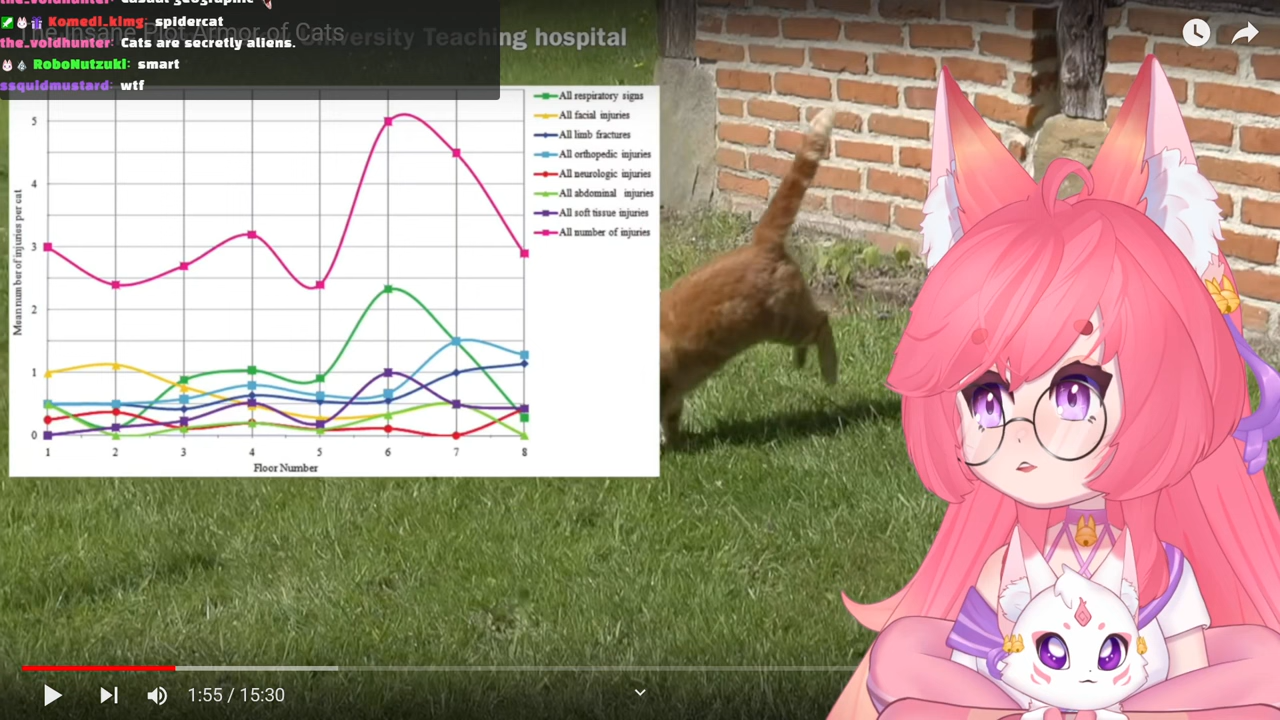 the_voidhunter: casual geographic
Komedi_kimg: spidercat
The Insane Plot Armor of Cats
University Teaching hospital
the_voidhunter: Cats are secretly aliens.
RoboNutzuki: smart
ssquidmustard: wtf
All respiratory signs
All facial injuries
All limb fractures
All orthopedic injuries
All neurologic injuries
All abdominal injuries
All soft tissue injuries
All number of injuries
Mean number of injuries per cat
5
4
3
2
1
0
1 2 3 4 5 6 7 8
Floor Number
1:55 / 15:30